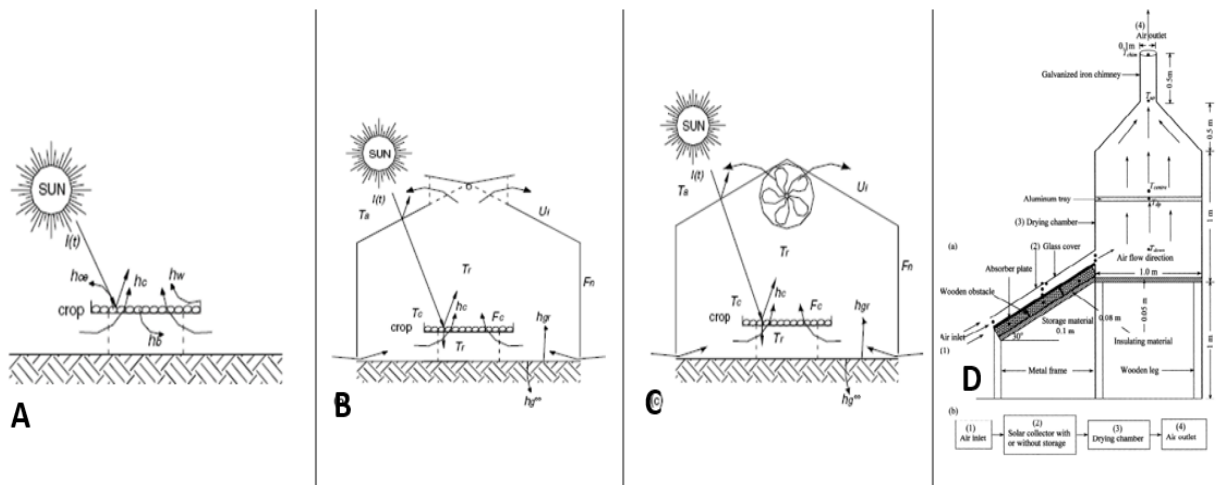 SUN
I(t)
hce
hc
hw
crop
hb
A
SUN
I(t)
Ta
Ui
Tr
Fn
Tc
hc
Fc
crop
Tr
hgr
hg∞
B
SUN
I(t)
Ta
Ui
Tr
Fn
Tc
hc
Fc
crop
Tr
hgr
hg∞
(c)
C
(4)
Air outlet
0.1m
Tchim
Galvanized iron chimney
0.5m
0.5 m
Aluminum tray
(3) Drying chamber
1 m
(a)
(2) Glass cover
Tdown
Air flow direction
Absorber plate
1.0 m
Wooden obstacle
Storage material
0.08m
0.1 m
0.05 m
Air inlet
(1)
30°
Insulating material
1 m
D
Metal frame
Wooden leg
(b)
(1)
Air inlet
(2)
Solar collector with
or without storage
(3)
Drying chamber
(4)
Air outlet